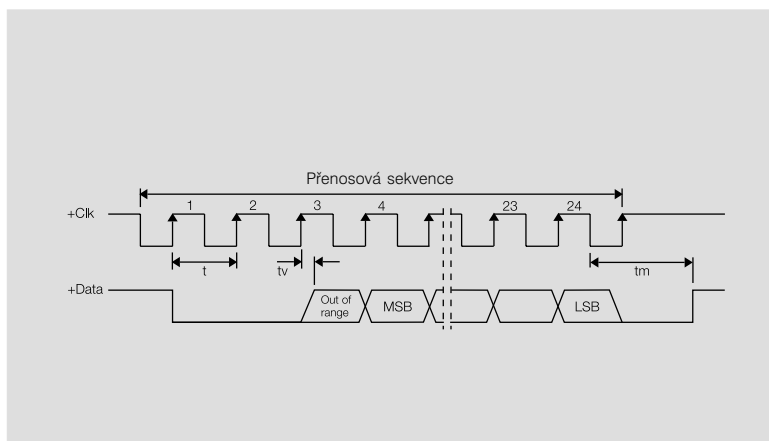 Přenosová sekvence
+Clk 1 2 3 4 23 24
t tv tm
+Data Out of range MSB LSB